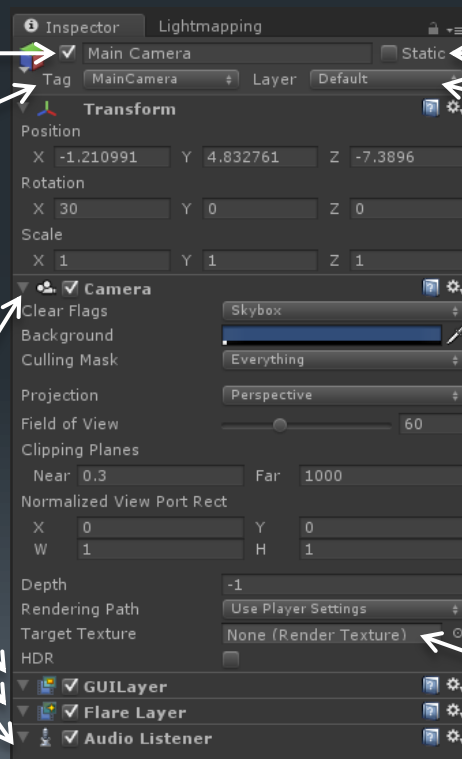 Inspector Lightmapping
Main Camera Static
Tag MainCamera Layer Default
Transform
Position
X -1.210991 Y 4.832761 Z -7.3896
Rotation
X 30 Y 0 Z 0
Scale
X 1 Y 1 Z 1
Camera
Clear Flags Skybox
Background
Culling Mask Everything
Projection Perspective
Field of View 60
Clipping Planes
Near 0.3 Far 1000
Normalized View Port Rect
X 0 Y 0
W 1 H 1
Depth -1
Rendering Path Use Player Settings
Target Texture None (Render Texture)
HDR
GUILayer
Flare Layer
Audio Listener